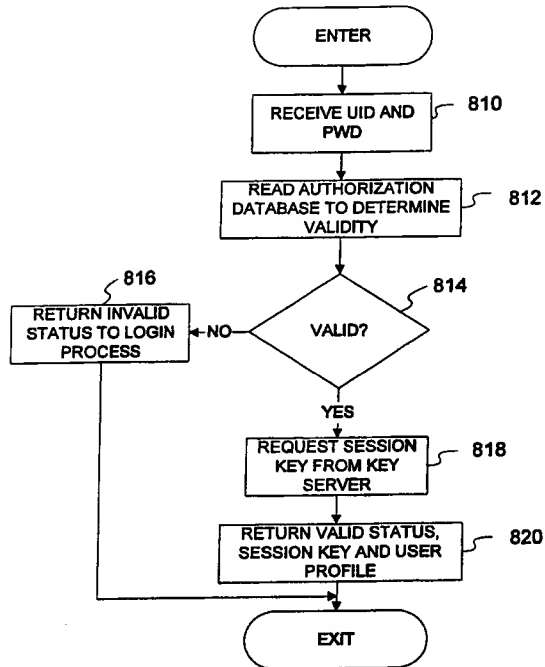 ENTER
RECEIVE UID AND
PWD
810
READ AUTHORIZATION
DATABASE TO DETERMINE
VALIDITY
812
816
814
RETURN INVALID
STATUS TO LOGIN
PROCESS
NO
VALID?
YES
REQUEST SESSION
KEY FROM KEY
SERVER
818
RETURN VALID STATUS,
SESSION KEY AND USER
PROFILE
820
EXIT